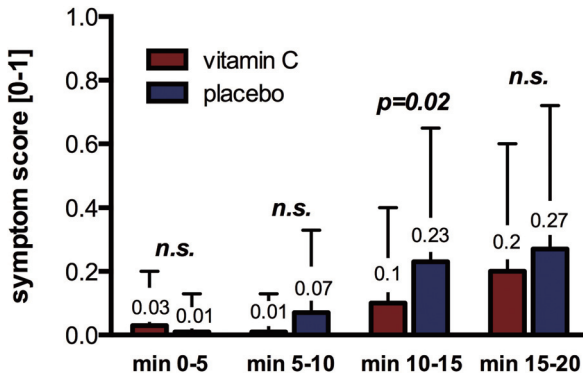 symptom score [0-1]
1.0
0.8
0.6
0.4
0.2
0.0
vitamin C
placebo
n.s.
n.s.
p=0.02
n.s.
0.03
0.01
0.01
0.07
0.1
0.23
0.2
0.27
min 0-5
min 5-10
min 10-15
min 15-20